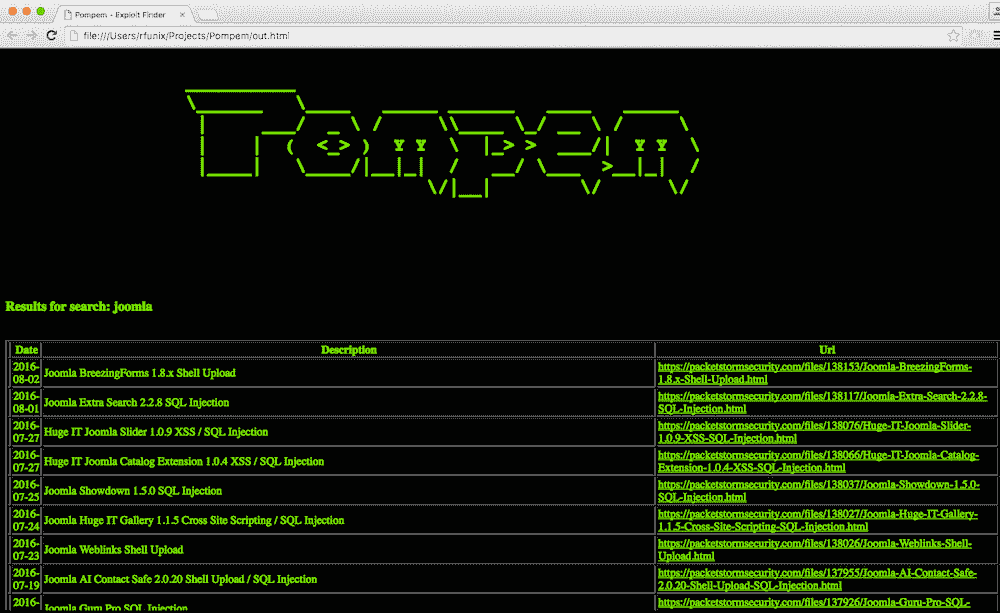 Pompem - Exploit Finder
file:///Users/rfunix/Projects/Pompem/out.html
Pompem
Results for search: joomla
Date Description Url
2016-
08-02 Joomla BreezingForms 1.8.x Shell Upload https://packetstormsecurity.com/files/138153/Joomla-BreezingForms-
1.8.x-Shell-Upload.html
2016-
08-01 Joomla Extra Search 2.2.8 SQL Injection https://packetstormsecurity.com/files/138117/Joomla-Extra-Search-2.2.8-
SQL-Injection.html
2016-
07-27 Huge IT Joomla Slider 1.0.9 XSS / SQL Injection https://packetstormsecurity.com/files/138076/Huge-IT-Joomla-Slider-
1.0.9-XSS-SQL-Injection.html
2016-
07-27 Huge IT Joomla Catalog Extension 1.0.4 XSS / SQL Injection https://packetstormsecurity.com/files/138066/Huge-IT-Joomla-Catalog-
Extension-1.0.4-XSS-SQL-Injection.html
2016-
07-25 Joomla Showdown 1.5.0 SQL Injection https://packetstormsecurity.com/files/138037/Joomla-Showdown-1.5.0-
SQL-Injection.html
2016-
07-24 Joomla Huge IT Gallery 1.1.5 Cross Site Scripting / SQL Injection https://packetstormsecurity.com/files/138027/Joomla-Huge-IT-Gallery-
1.1.5-Cross-Site-Scripting-SQL-Injection.html
2016-
07-23 Joomla Weblinks Shell Upload https://packetstormsecurity.com/files/138026/Joomla-Weblinks-Shell-
Upload.html
2016-
07-19 Joomla AI Contact Safe 2.0.20 Shell Upload / SQL Injection https://packetstormsecurity.com/files/137955/Joomla-AI-Contact-Safe-
2.0.20-Shell-Upload-SQL-Injection.html
2016- Joomla Guru Pro SQL Injection https://packetstormsecurity.com/files/137926/Joomla-Guru-Pro-SQL-